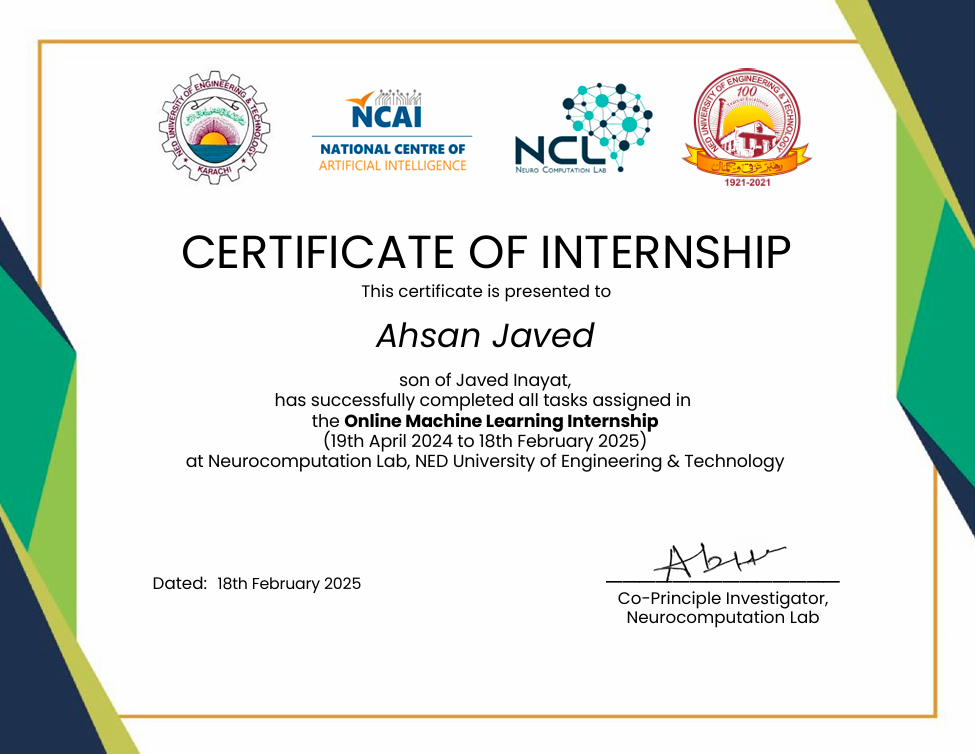 NED UNIVERSITY OF ENGINEERING & TECHNOLOGY
KARACHI
NCAI
NATIONAL CENTRE OF
ARTIFICIAL INTELLIGENCE
NCL
NEURO COMPUTATION LAB
NED UNIVERSITY OF ENGINEERING & TECHNOLOGY
100
1921-2021
CERTIFICATE OF INTERNSHIP
This certificate is presented to
Ahsan Javed
son of Javed Inayat,
has successfully completed all tasks assigned in
the Online Machine Learning Internship
(19th April 2024 to 18th February 2025)
at Neurocomputation Lab, NED University of Engineering & Technology
Dated: 18th February 2025
Co-Principle Investigator,
Neurocomputation Lab